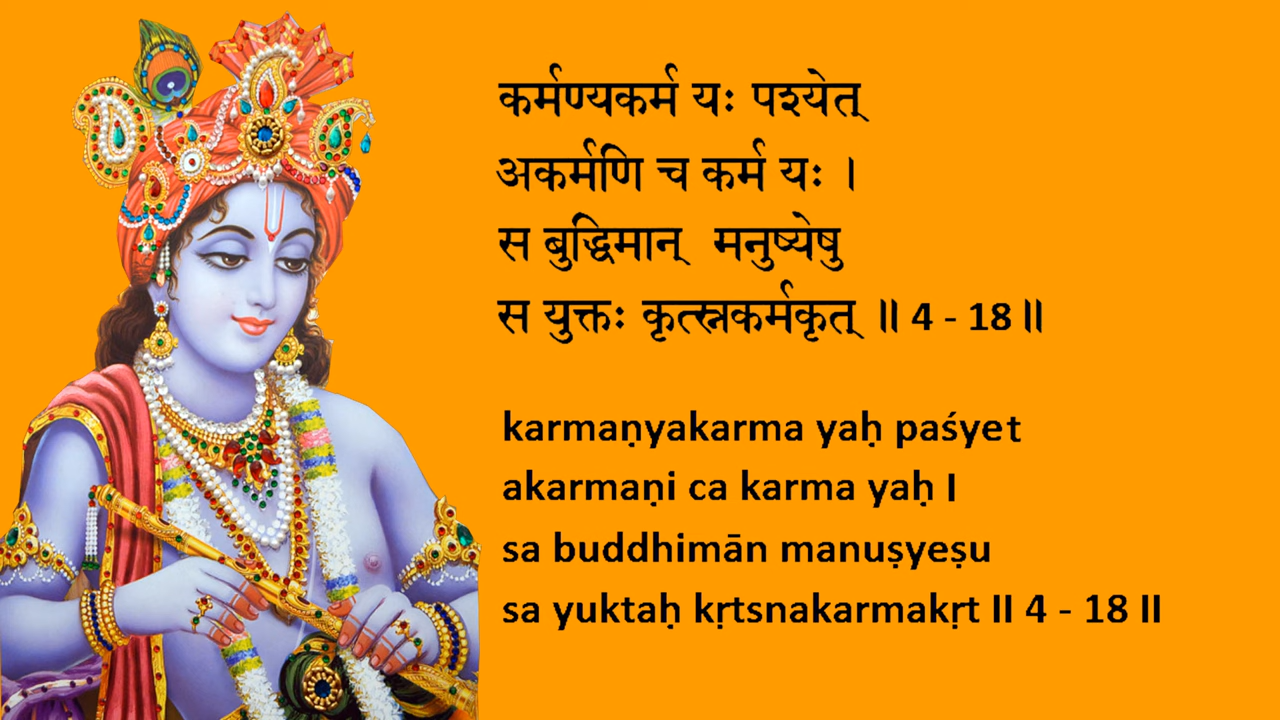 कर्मण्यकर्म यः पश्येत्
अकर्मणि च कर्म यः ।
स बुद्धिमान् मनुष्येषु
स युक्तः कृत्स्नकर्मकृत् ॥ 4 - 18॥
karmaṇyakarma yaḥ paśyet
akarmaṇi ca karma yaḥ I
sa buddhimān manuṣyeṣu
sa yuktaḥ kṛtsnakarmakṛt II 4 - 18 II